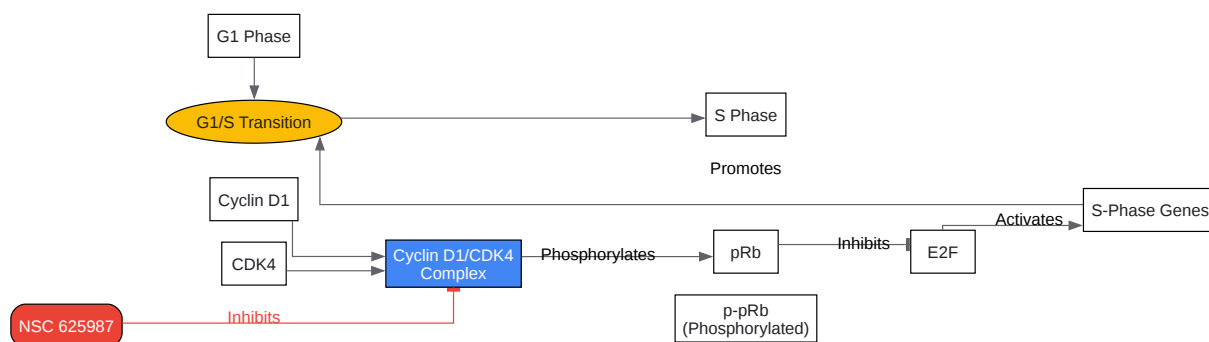 G1 Phase
G1/S Transition
S Phase
Promotes
Cyclin D1
S-Phase Genes
Activates
CDK4
Cyclin D1/CDK4
Complex
Phosphorylates
pRb
Inhibits
E2F
p-pRb
(Phosphorylated)
NSC 625987
Inhibits